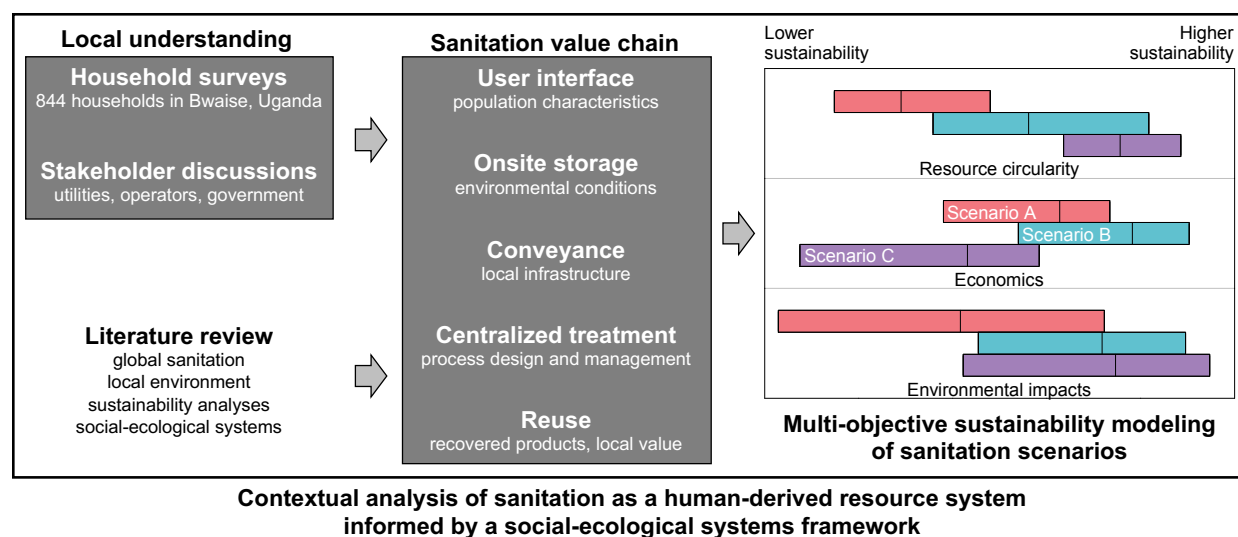 Local understanding
Household surveys
844 households in Bwaise, Uganda
Stakeholder discussions
utilities, operators, government
Literature review
global sanitation
local environment
sustainability analyses
social-ecological systems
Sanitation value chain
User interface
population characteristics
Onsite storage
environmental conditions
Conveyance
local infrastructure
Centralized treatment
process design and management
Reuse
recovered products, local value
Lower
sustainability
Higher
sustainability
Resource circularity
Scenario A
Scenario B
Scenario C
Economics
Environmental impacts
Multi-objective sustainability modeling
of sanitation scenarios
Contextual analysis of sanitation as a human-derived resource system
informed by a social-ecological systems framework